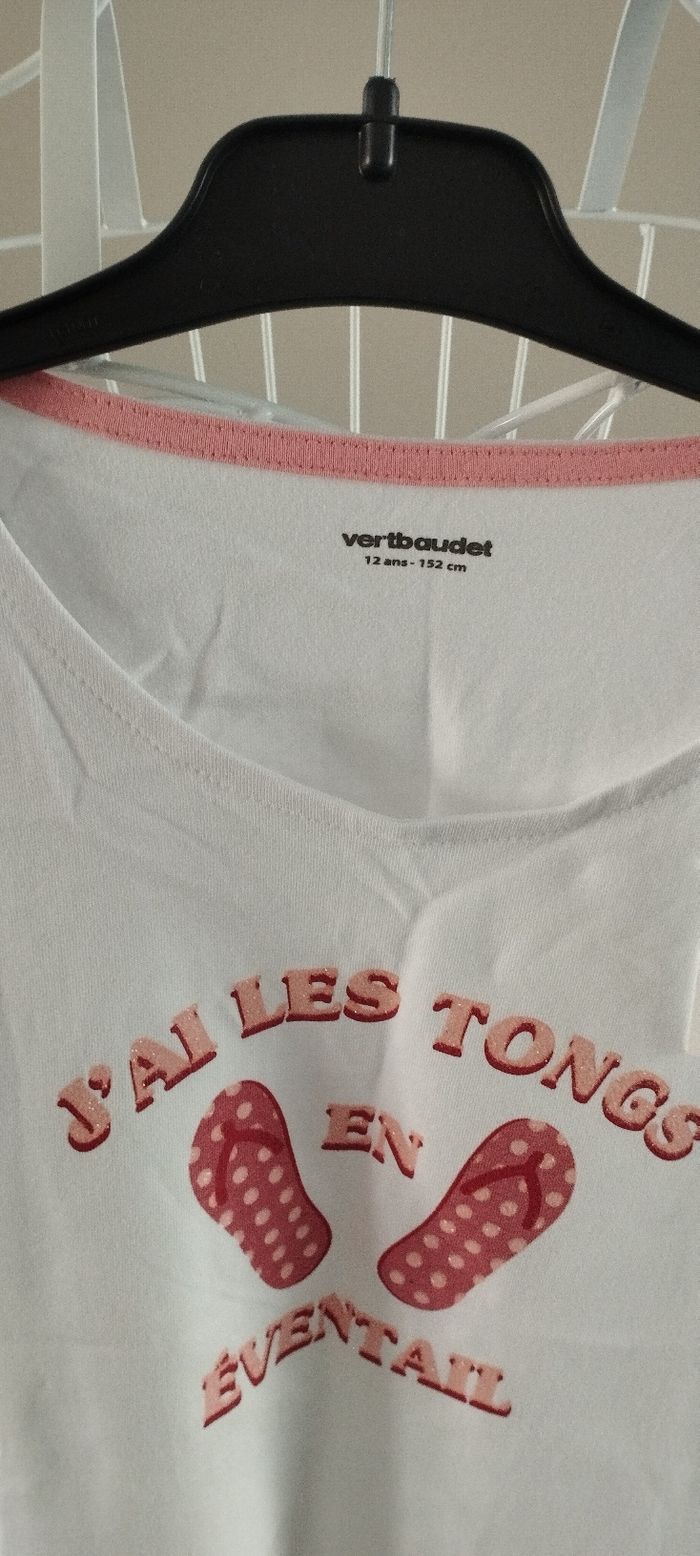 vertbaudet
12 ans - 152 cm
J'AI LES TONGS
EN
ÉVENTAIL